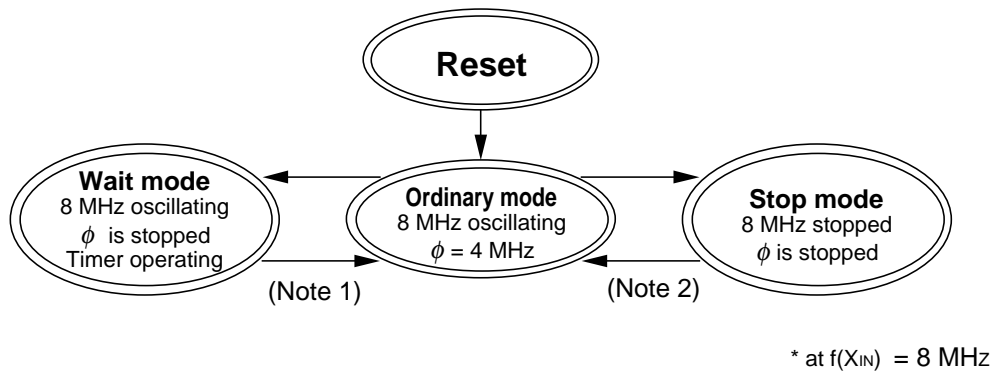 Reset
Wait mode
8 MHz oscillating
ϕ is stopped
Timer operating
Ordinary mode
8 MHz oscillating
ϕ = 4 MHz
Stop mode
8 MHz stopped
ϕ is stopped
(Note 1)
(Note 2)
* at f(XIN) = 8 MHz